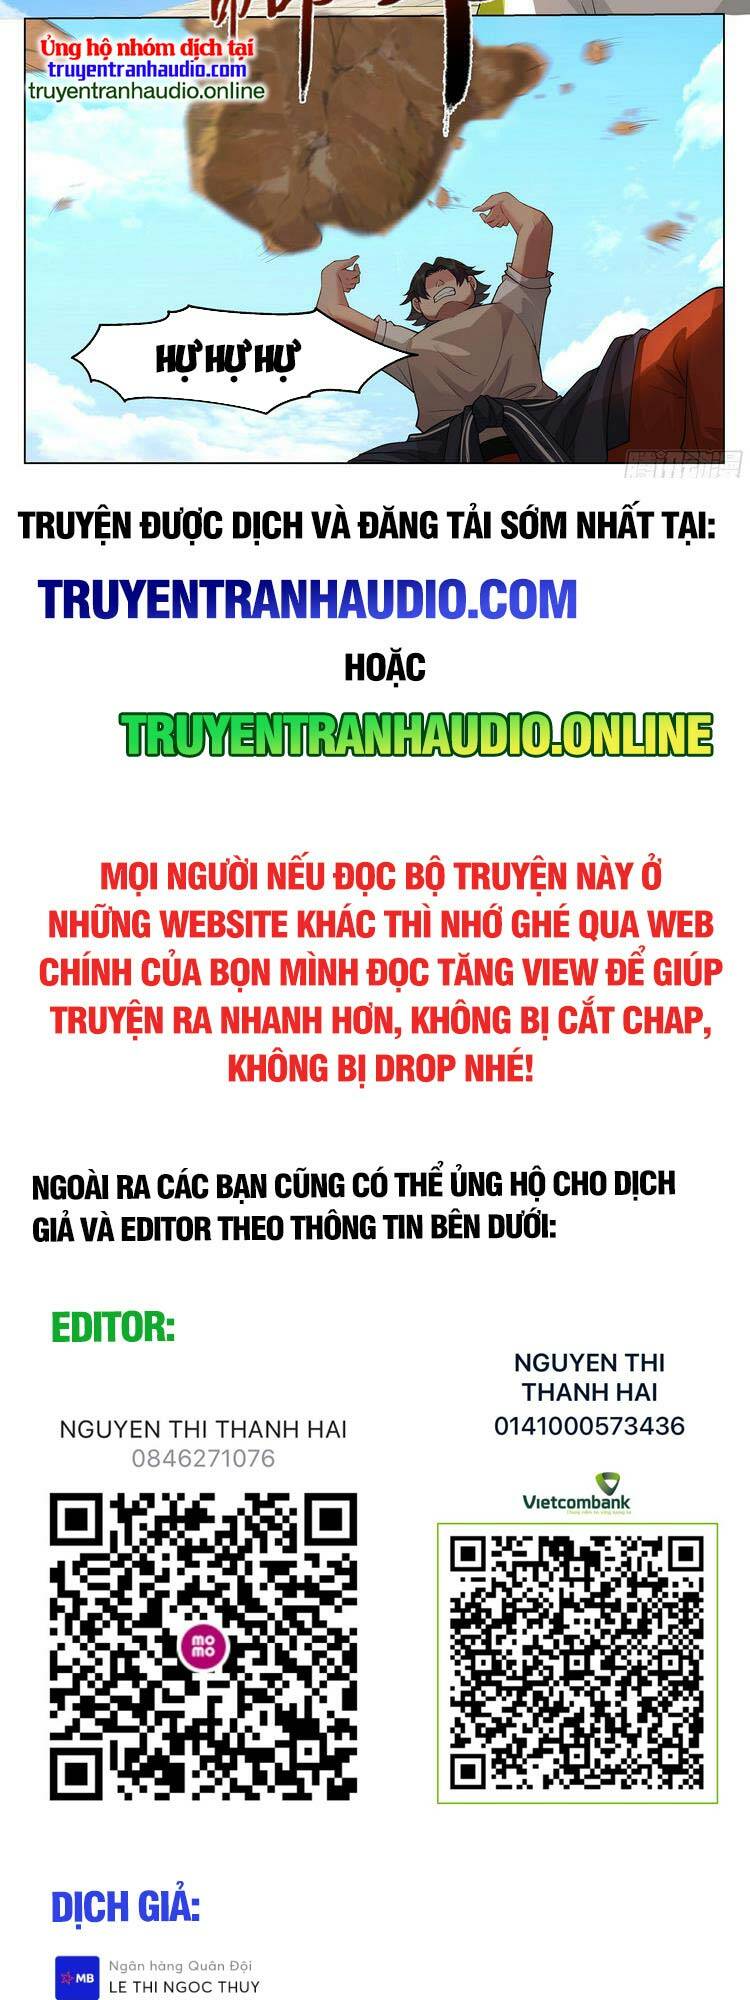 Ủng hộ nhóm dịch tại
truyentranhaudio.com
truyentranhaudio.online
HỰ HỰ HỰ
TRUYỆN ĐƯỢC DỊCH VÀ ĐĂNG TẢI SỚM NHẤT TẠI:
TRUYENTRANHAUDIO.COM
HOẶC
TRUYENTRANHAUDIO.ONLINE
MỌI NGƯỜI NẾU ĐỌC BỘ TRUYỆN NÀY Ở
NHỮNG WEBSITE KHÁC THÌ NHỚ GHÉ QUA WEB
CHÍNH CỦA BỌN MÌNH ĐỌC TĂNG VIEW ĐỂ GIÚP
TRUYỆN RA NHANH HƠN, KHÔNG BỊ CẮT CHAP,
KHÔNG BỊ DROP NHÉ!
NGOÀI RA CÁC BẠN CŨNG CÓ THỂ ỦNG HỘ CHO DỊCH
GIẢ VÀ EDITOR THEO THÔNG TIN BÊN DƯỚI:
EDITOR:
NGUYEN THI THANH HAI
0846271076
mo
mo
NGUYEN THI
THANH HAI
0141000573436
Vietcombank
DỊCH GIẢ:
MB
Ngân hàng Quân Đội
LE THI NGOC THUY